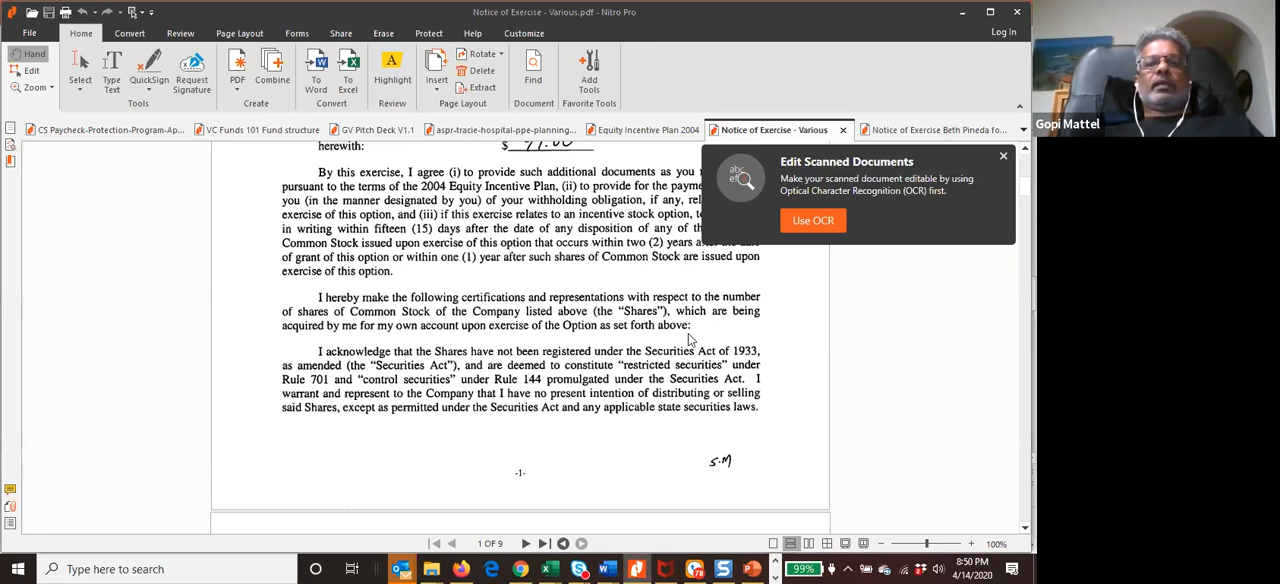 Notice of Exercise - Various.pdf - Nitro Pro
File Home Convert Review Page Layout Forms Share Erase Protect Help Customize Log In
Hand
Edit
Zoom
Select
Type Text
QuickSign
Request Signature
Tools
PDF
Combine
Create
To Word
To Excel
Convert
Highlight
Review
Insert
Rotate
Delete
Extract
Page Layout
Find
Document
Add Tools
Favorite Tools
CS Paycheck-Protection-Program-Ap... VC Funds 101 Fund structure GV Pitch Deck V1.1 aspr-tracie-hospital-ppe-planning... Equity Incentive Plan 2004 Notice of Exercise - Various Notice of Exercise Beth Pineda fo...
Gopi Mattel
Edit Scanned Documents
Make your scanned document editable by using
Optical Character Recognition (OCR) first.
Use OCR
herewith: $
By this exercise, I agree (i) to provide such additional documents as you
pursuant to the terms of the 2004 Equity Incentive Plan, (ii) to provide for the
you (in the manner designated by you) of your withholding obligation, if any,
exercise of this option, and (iii) if this exercise relates to an incentive stock option,
in writing within fifteen (15) days after the date of any disposition of any of
Common Stock issued upon exercise of this option that occurs within two (2) years
of grant of this option or within one (1) year after such shares of Common Stock are issued upon
exercise of this option.
I hereby make the following certifications and representations with respect to the number
of shares of Common Stock of the Company listed above (the “Shares”), which are being
acquired by me for my own account upon exercise of the Option as set forth above:
I acknowledge that the Shares have not been registered under the Securities Act of 1933,
as amended (the “Securities Act”), and are deemed to constitute “restricted securities” under
Rule 701 and “control securities” under Rule 144 promulgated under the Securities Act. I
warrant and represent to the Company that I have no present intention of distributing or selling
said Shares, except as permitted under the Securities Act and any applicable state securities laws.
S.M
-1-
1 OF 9
100%
Type here to search
99%
8:50 PM
4/14/2020